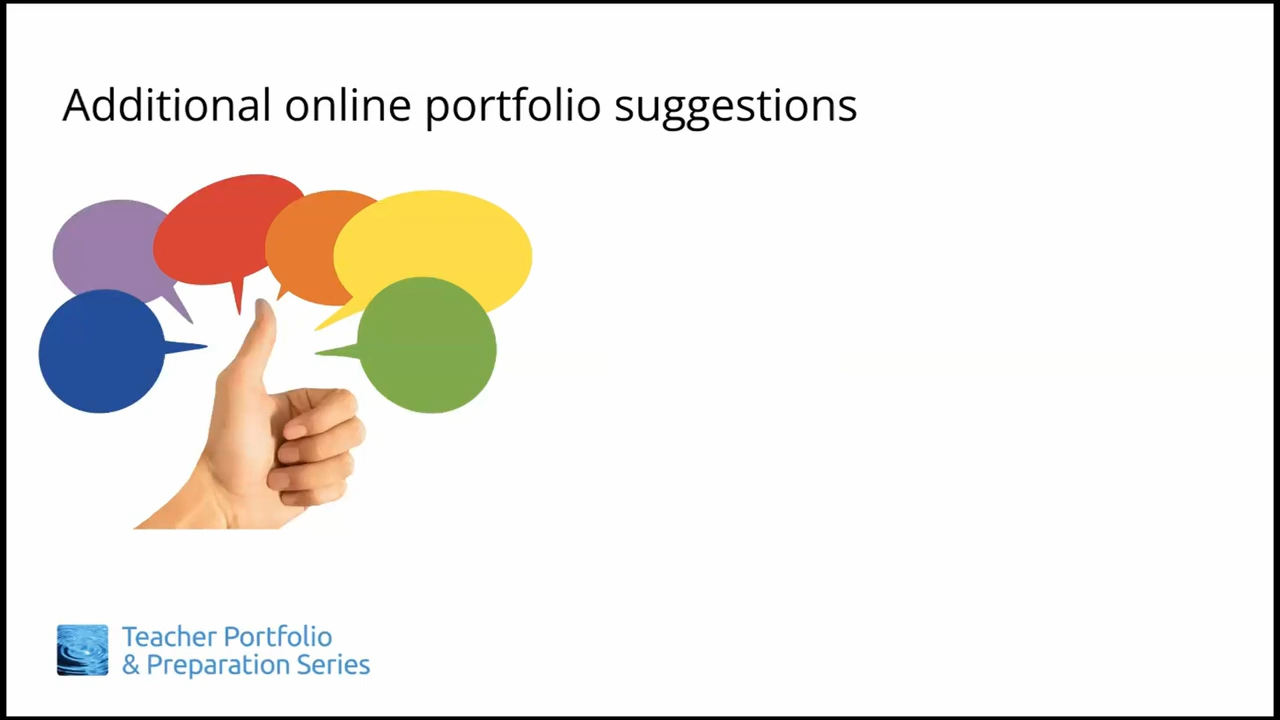 Additional online portfolio suggestions
Teacher Portfolio
& Preparation Series